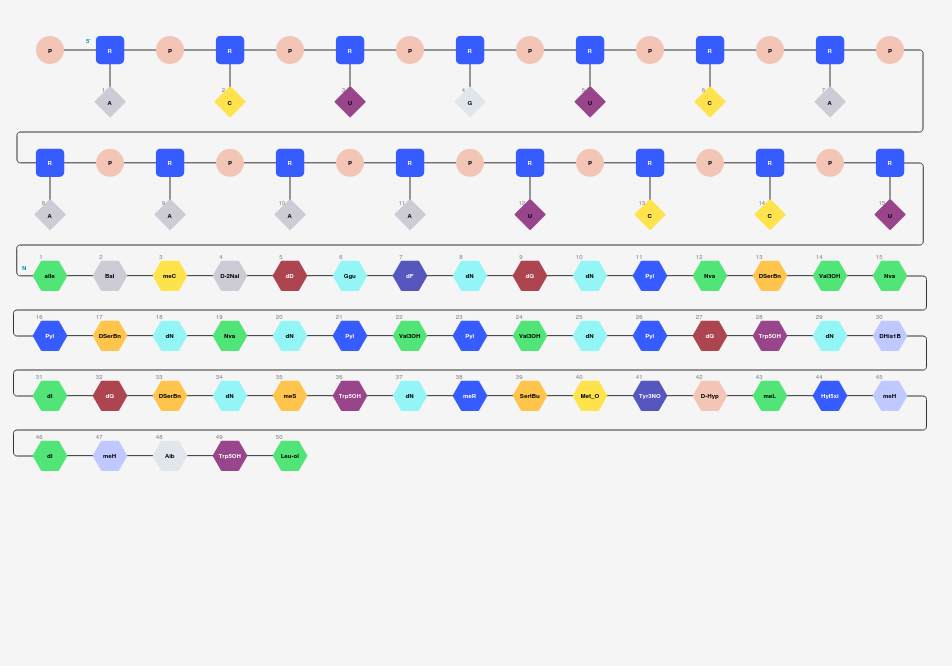 P 5' R P R P R P R P R P R P R P
1 A 2 C 3 U 4 G 5 U 6 C 7 A
R P R P R P R P R P R P R P R
8 A 9 A 10 A 11 A 12 U 13 C 14 C 15 U
N 1 2 3 4 5 6 7 8 9 10 11 12 13 14 15
aIle Bal meC D-2Nal dD Ggu dF dN dG dN Pyl Nva DSerBn Val3OH Nva
16 17 18 19 20 21 22 23 24 25 26 27 28 29 30
Pyl DSerBn dN Nva dN Pyl Val3OH Pyl Val3OH dN Pyl dG Trp5OH dN DHis1B
31 32 33 34 35 36 37 38 39 40 41 42 43 44 45
dI dG DSerBn dN meS Trp5OH dN meR SertBu Met_O Tyr3NO D-Hyp meL Hyl5xi meH
46 47 48 49 50
dI meH Aib Trp5OH Leu-ol